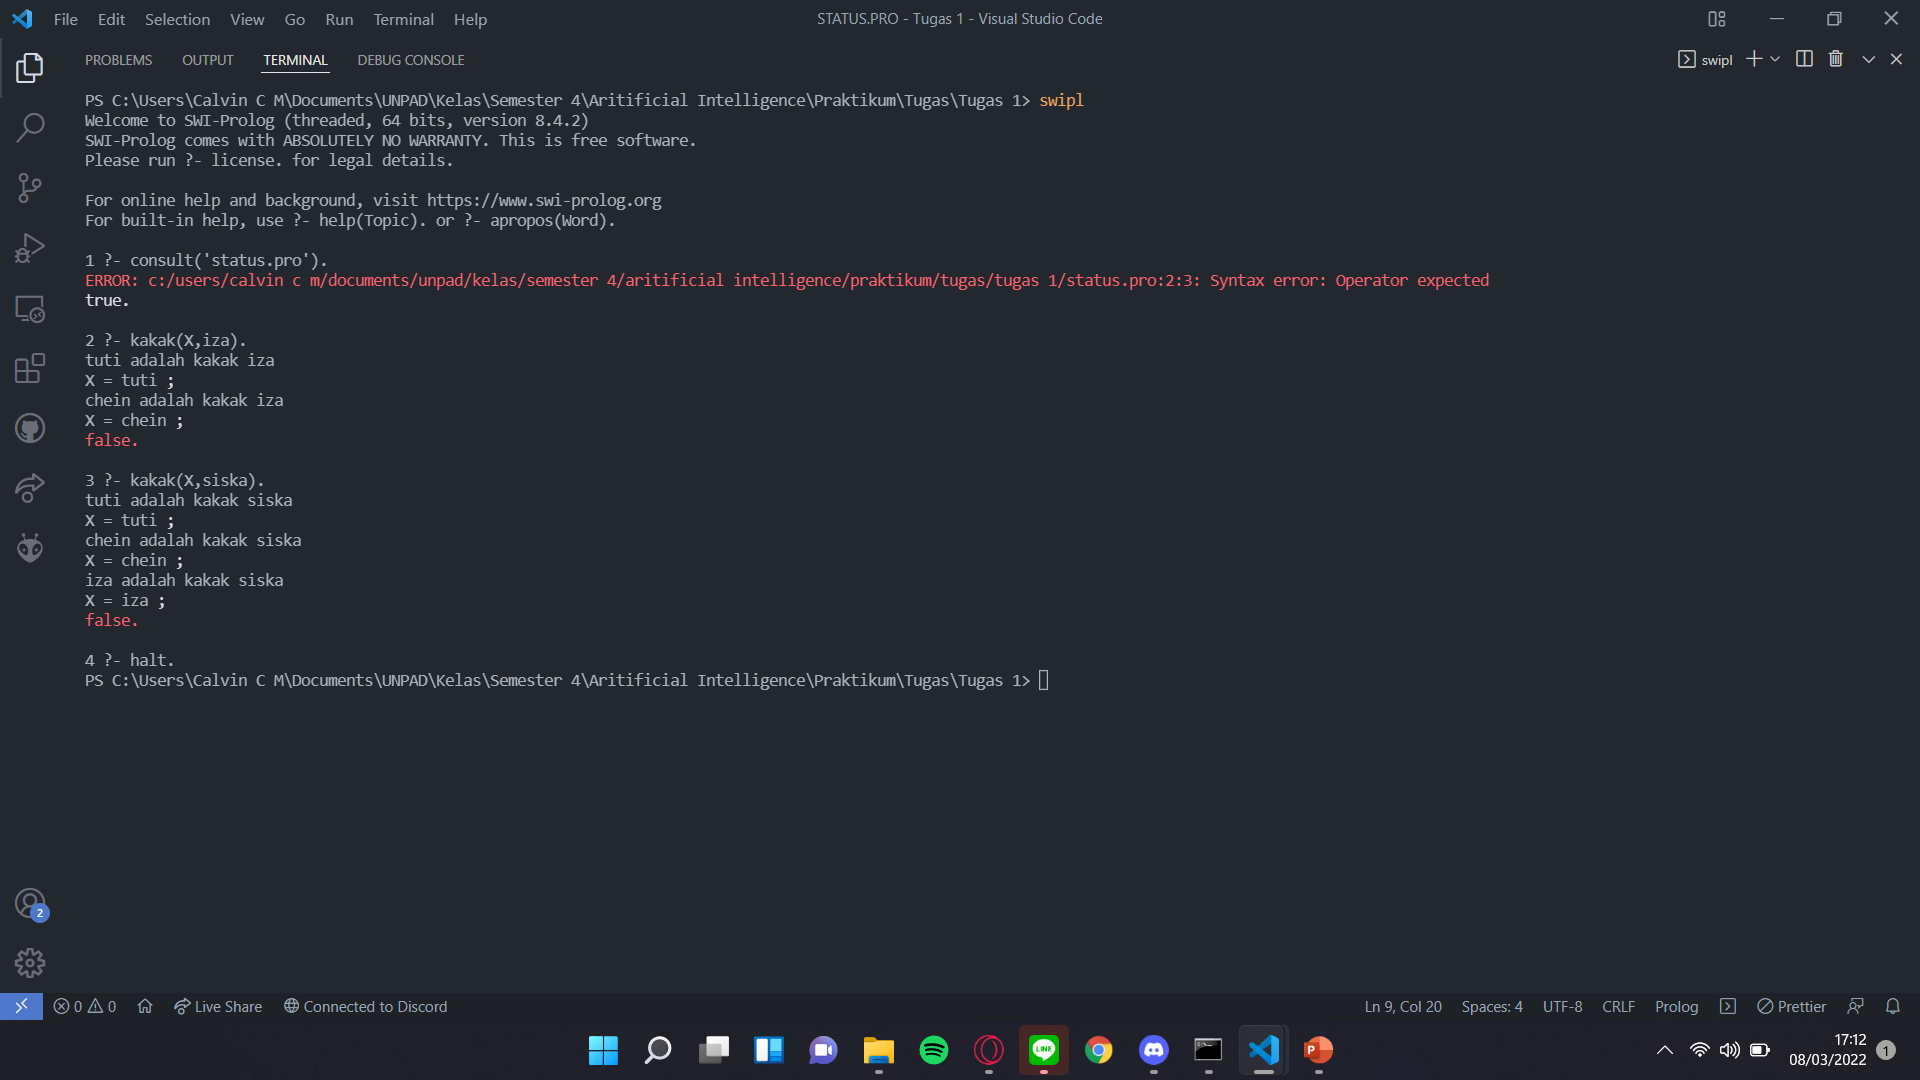 File Edit Selection View Go Run Terminal Help
STATUS.PRO - Tugas 1 - Visual Studio Code
PROBLEMS OUTPUT TERMINAL DEBUG CONSOLE
swipl
PS C:\Users\Calvin C M\Documents\UNPAD\Kelas\Semester 4\Aritificial Intelligence\Praktikum\Tugas\Tugas 1> swipl
Welcome to SWI-Prolog (threaded, 64 bits, version 8.4.2)
SWI-Prolog comes with ABSOLUTELY NO WARRANTY. This is free software.
Please run ?- license. for legal details.
For online help and background, visit https://www.swi-prolog.org
For built-in help, use ?- help(Topic). or ?- apropos(Word).
1 ?- consult('status.pro').
ERROR: c:/users/calvin c m/documents/unpad/kelas/semester 4/aritificial intelligence/praktikum/tugas/tugas 1/status.pro:2:3: Syntax error: Operator expected
true.
2 ?- kakak(X,iza).
tuti adalah kakak iza
X = tuti ;
chein adalah kakak iza
X = chein ;
false.
3 ?- kakak(X,siska).
tuti adalah kakak siska
X = tuti ;
chein adalah kakak siska
X = chein ;
iza adalah kakak siska
X = iza ;
false.
4 ?- halt.
PS C:\Users\Calvin C M\Documents\UNPAD\Kelas\Semester 4\Aritificial Intelligence\Praktikum\Tugas\Tugas 1>
2
0 0 Live Share Connected to Discord
Ln 9, Col 20 Spaces: 4 UTF-8 CRLF Prolog Prettier
LINE
P
17:12
08/03/2022
1